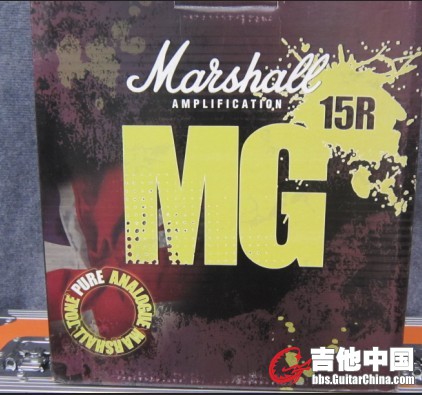 Marshall
AMPLIFICATION
15R
MG
PURE ANALOGUE MARSHALL TONE
吉他中国
bbs.GuitarChina.com